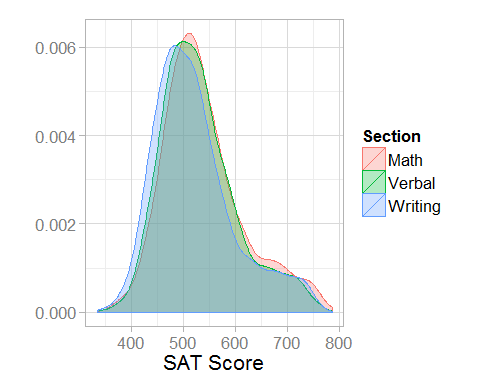 0.006
0.004
0.002
0.000
400 500 600 700 800
SAT Score
Section
Math
Verbal
Writing